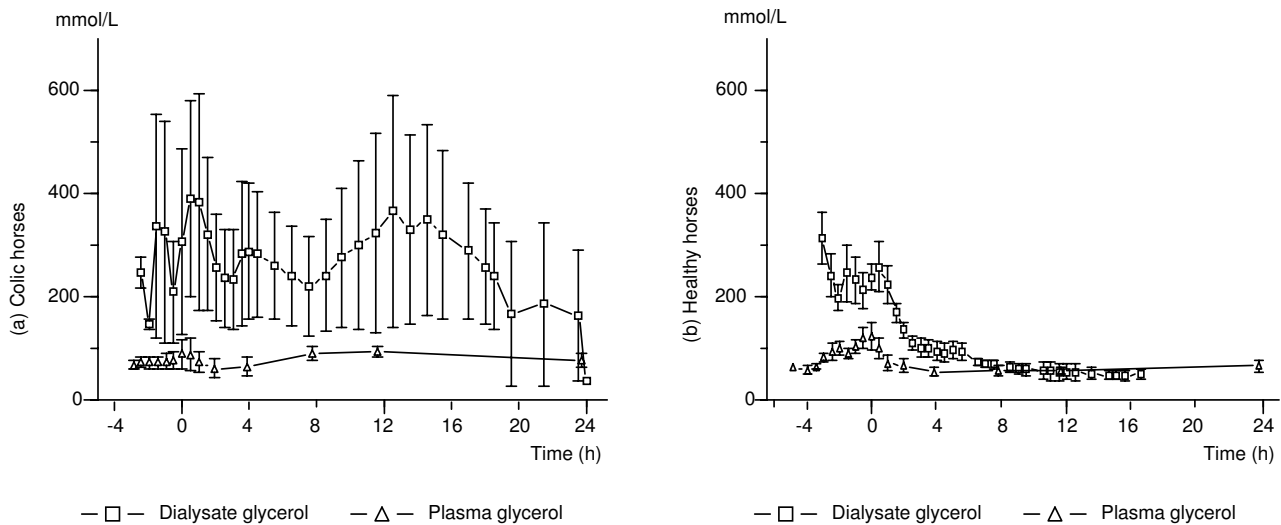 mmol/L
600
400
200
0
(a) Colic horses
-4 0 4 8 12 16 20 24
Time (h)
Dialysate glycerol Plasma glycerol
mmol/L
600
400
200
0
(b) Healthy horses
-4 0 4 8 12 16 20 24
Time (h)
Dialysate glycerol Plasma glycerol